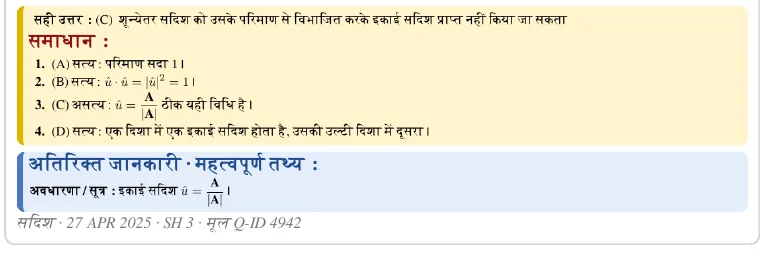 सही उत्तर : (C) शून्येतर सदिश को उसके परिमाण से विभाजित करके इकाई सदिश प्राप्त नहीं किया जा सकता
समाधान :
1. (A) सत्य : परिमाण सदा 1।
2. (B) सत्य : û · û = |û|² = 1।
3. (C) असत्य : û = A/|A| ठीक यही विधि है।
4. (D) सत्य : एक दिशा में एक इकाई सदिश होता है, उसकी उल्टी दिशा में दूसरा।
अतिरिक्त जानकारी · महत्वपूर्ण तथ्य :
अवधारणा / सूत्र : इकाई सदिश û = A/|A|।
सदिश · 27 APR 2025 · SH 3 · मूल Q-ID 4942